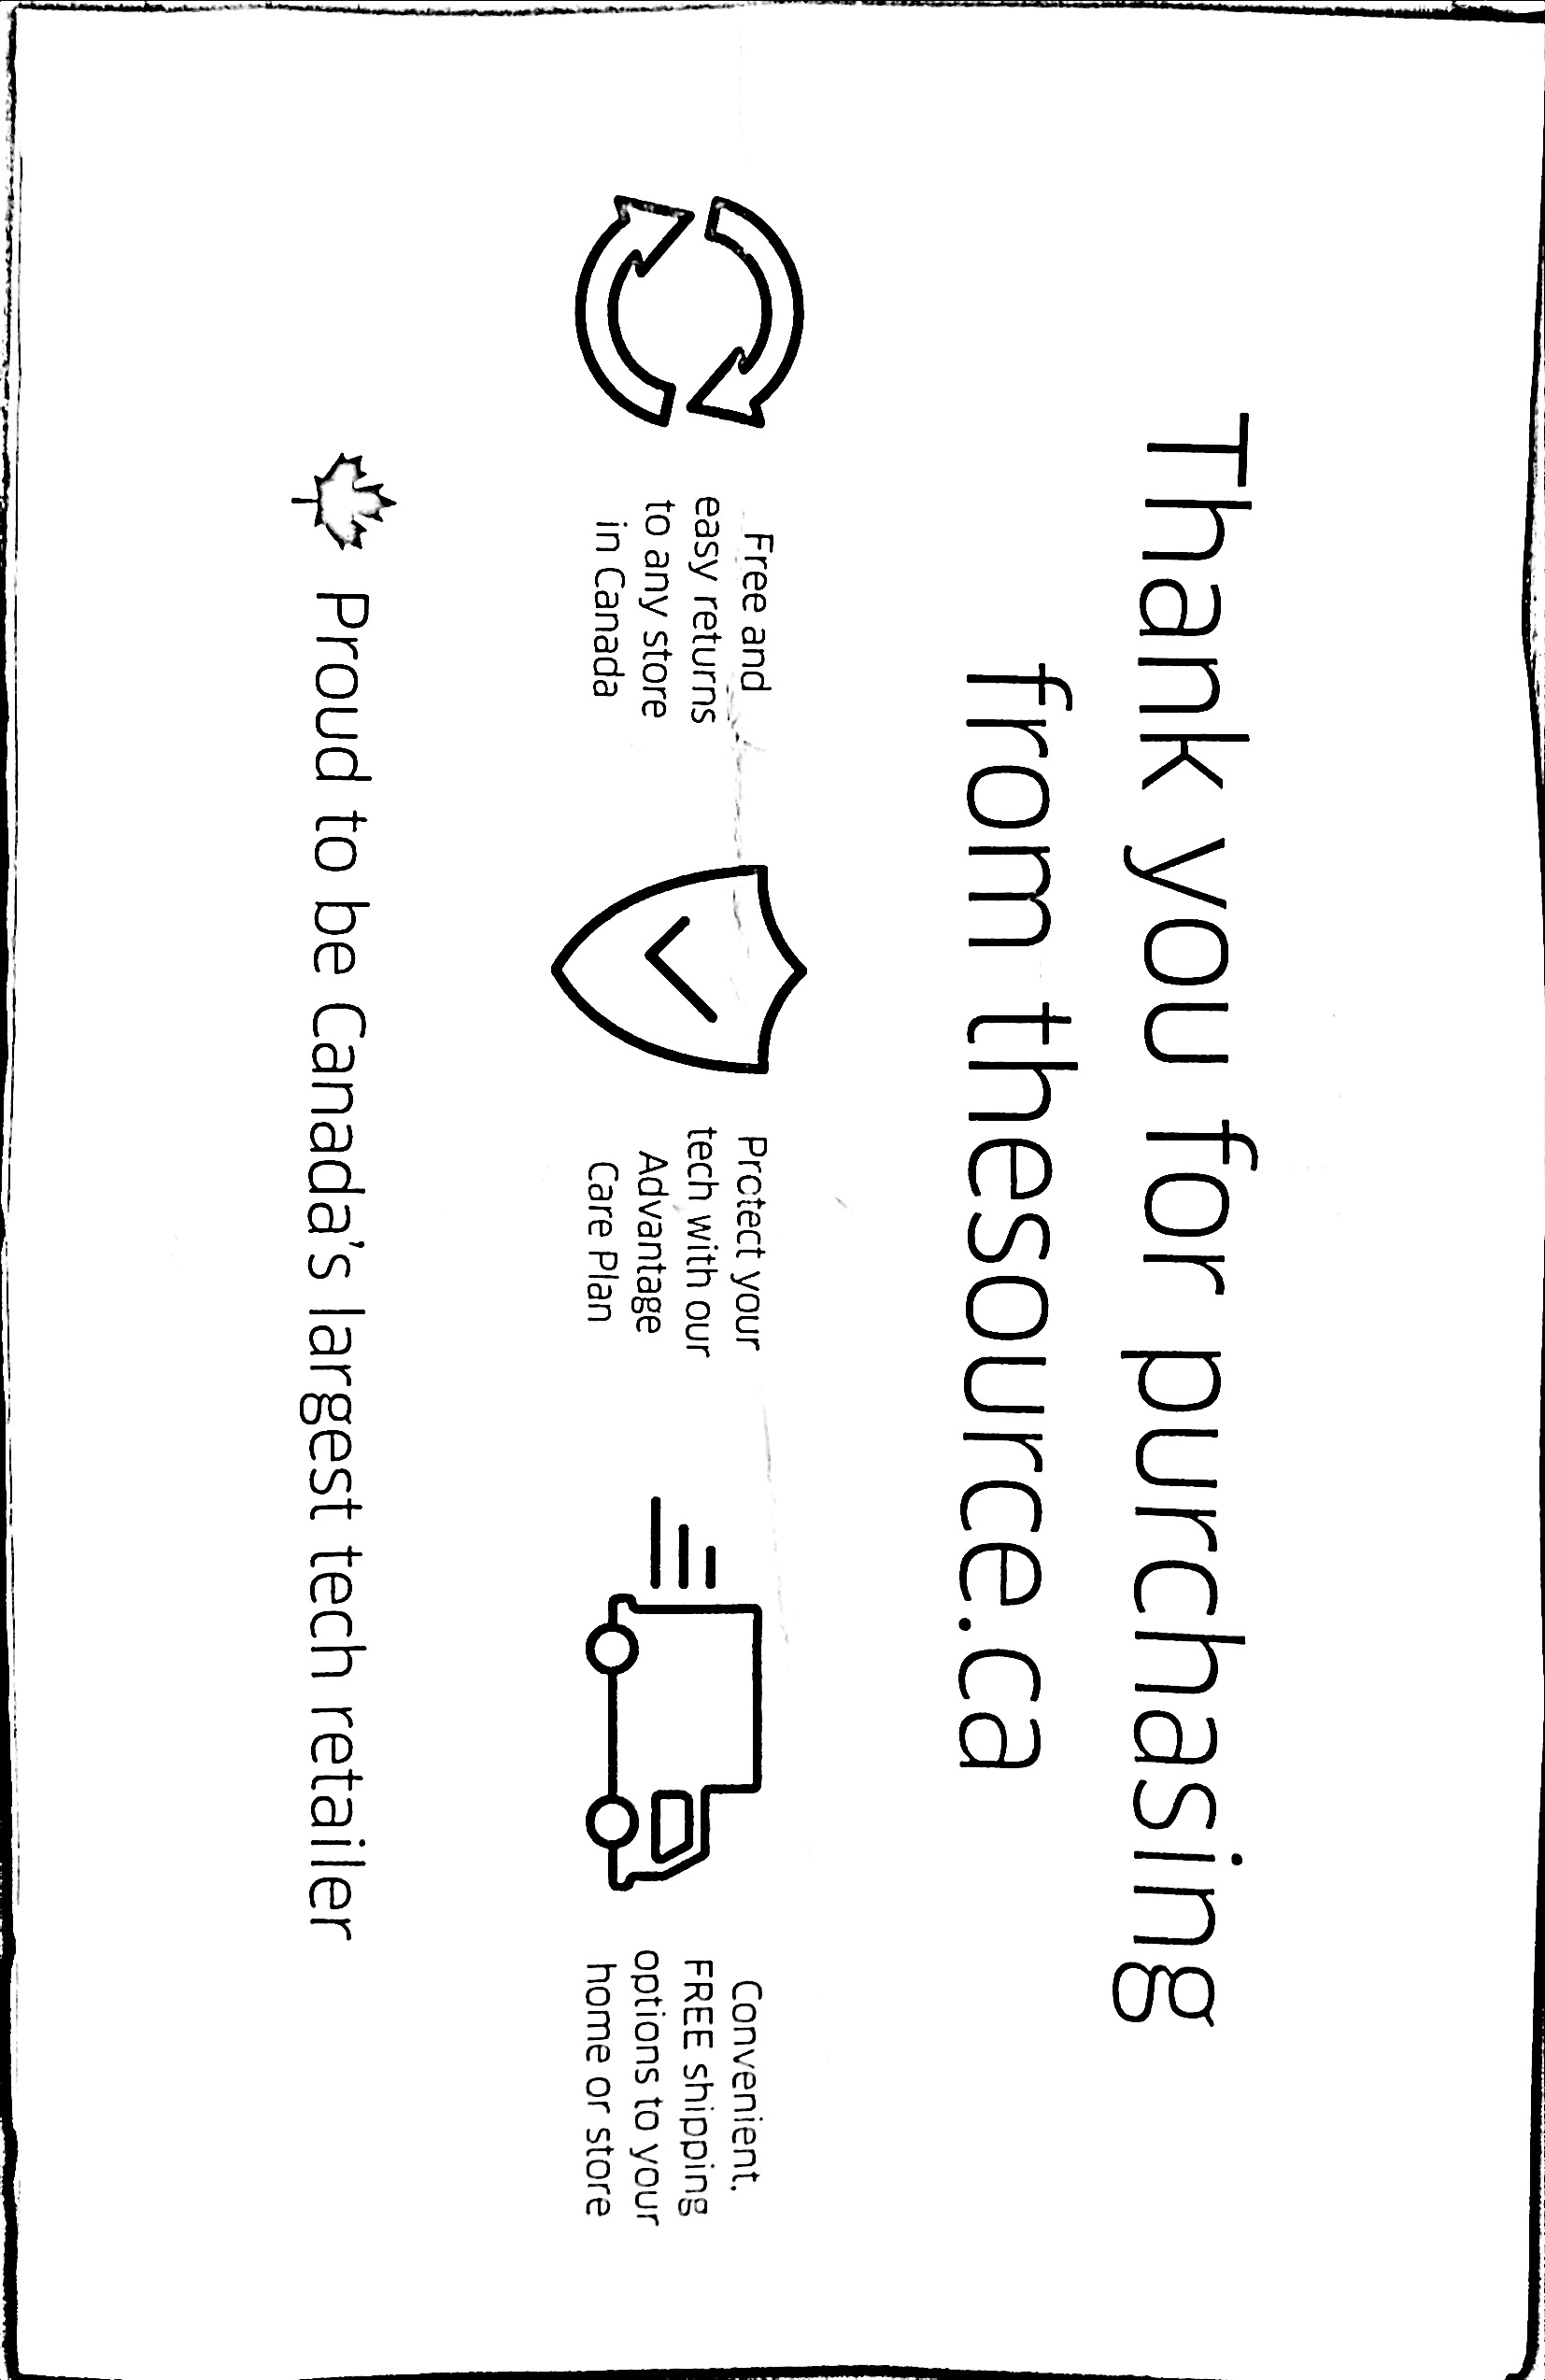 Thank you for purchasing
from thesource.ca
Free and
easy returns
to any store
in Canada
Protect your
tech with our
Advantage
Care Plan
Convenient,
FREE shipping
options to your
home or store
Proud to be Canada's largest tech retailer